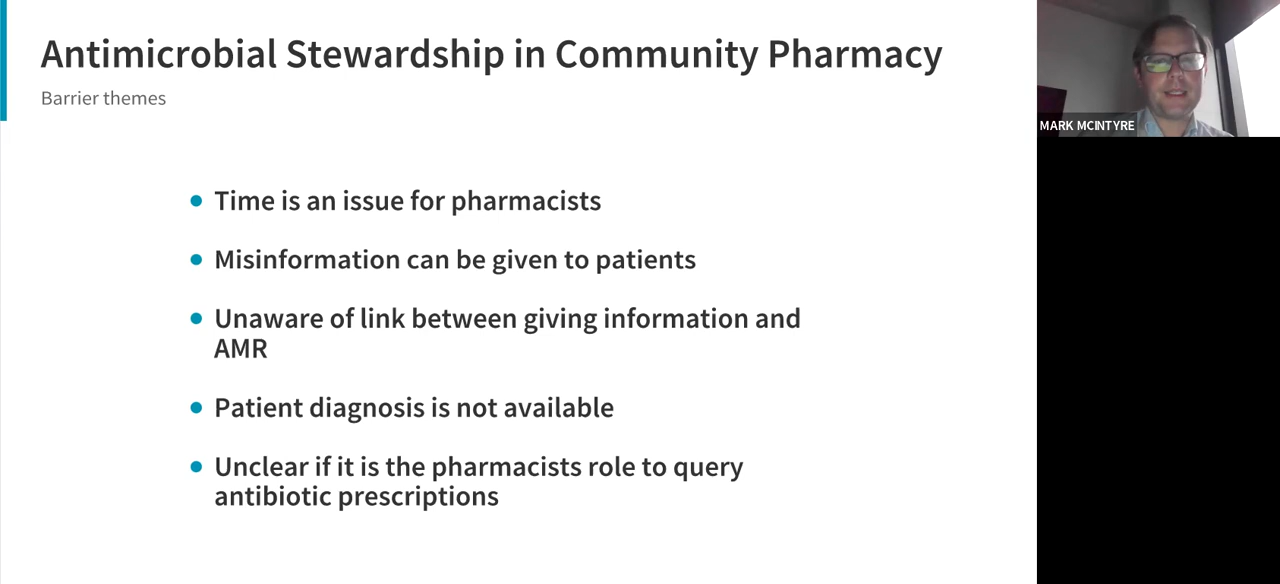 Antimicrobial Stewardship in Community Pharmacy
Barrier themes
MARK MCINTYRE
Time is an issue for pharmacists
Misinformation can be given to patients
Unaware of link between giving information and
AMR
Patient diagnosis is not available
Unclear if it is the pharmacists role to query
antibiotic prescriptions